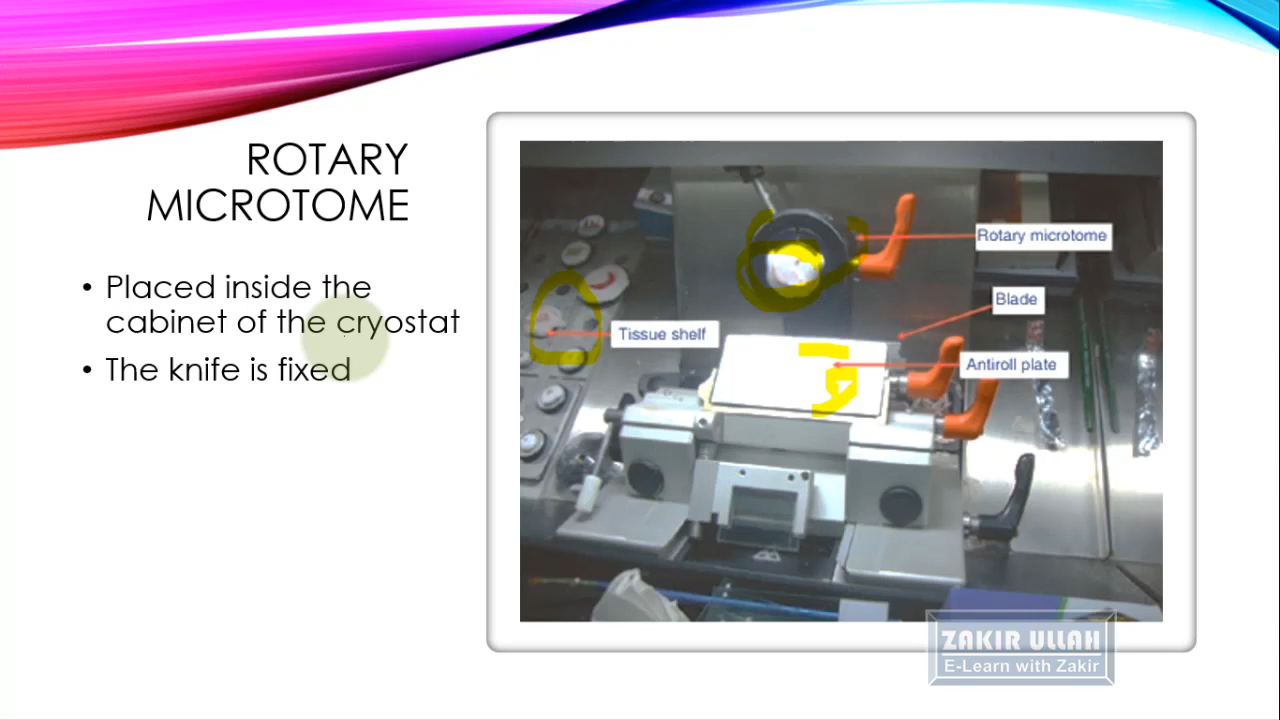 ROTARY
MICROTOME
• Placed inside the
cabinet of the cryostat
• The knife is fixed
Rotary microtome
Blade
Tissue shelf
Antiroll plate
ZAKIR ULLAH
E-Learn with Zakir